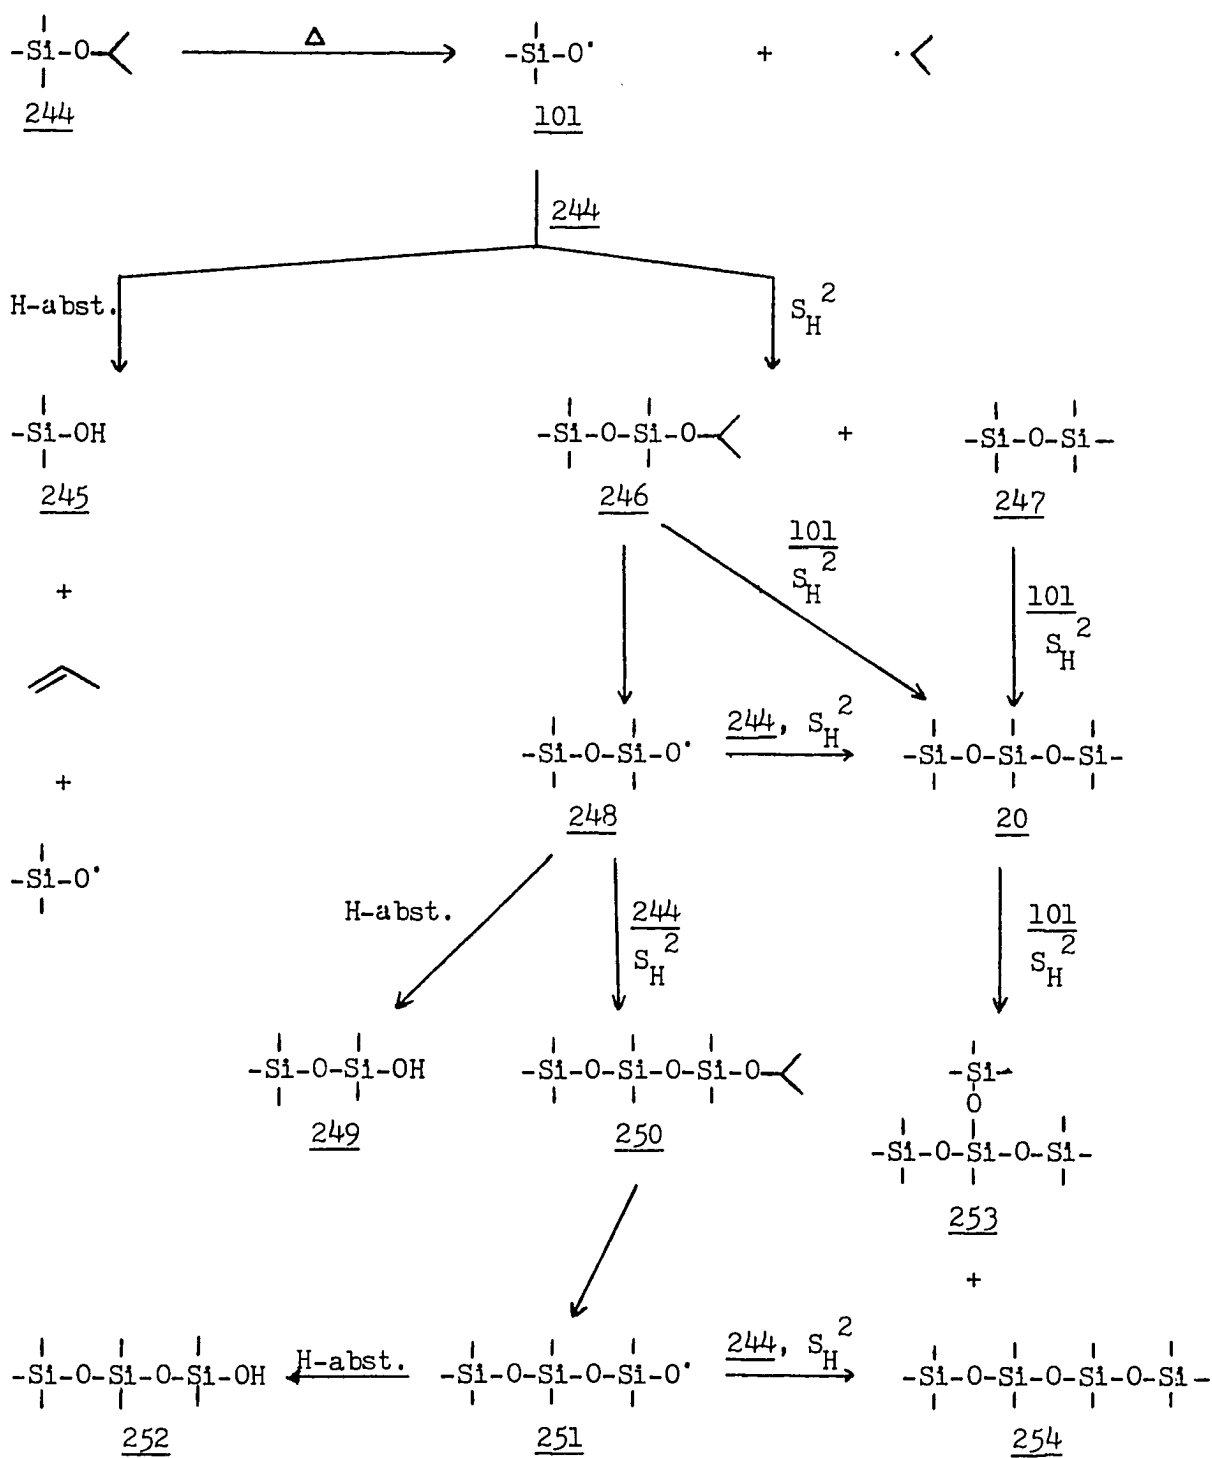 -Si-O Δ -Si-O· + ·
244 101
244
H-abst. S_H^2
-Si-OH -Si-O-Si-O + -Si-O-Si-
245 246 247
101 S_H^2
+ 101 S_H^2
-Si-O-Si-O· 244, S_H^2 -Si-O-Si-O-Si-
+ 248 20
-Si-O·
H-abst. 244 S_H^2 101 S_H^2
-Si-O-Si-OH -Si-O-Si-O-Si-O -Si-
O
249 250 -Si-O-Si-O-Si-
253
+
-Si-O-Si-O-Si-OH H-abst. -Si-O-Si-O-Si-O· 244, S_H^2 -Si-O-Si-O-Si-O-Si-
252 251 254